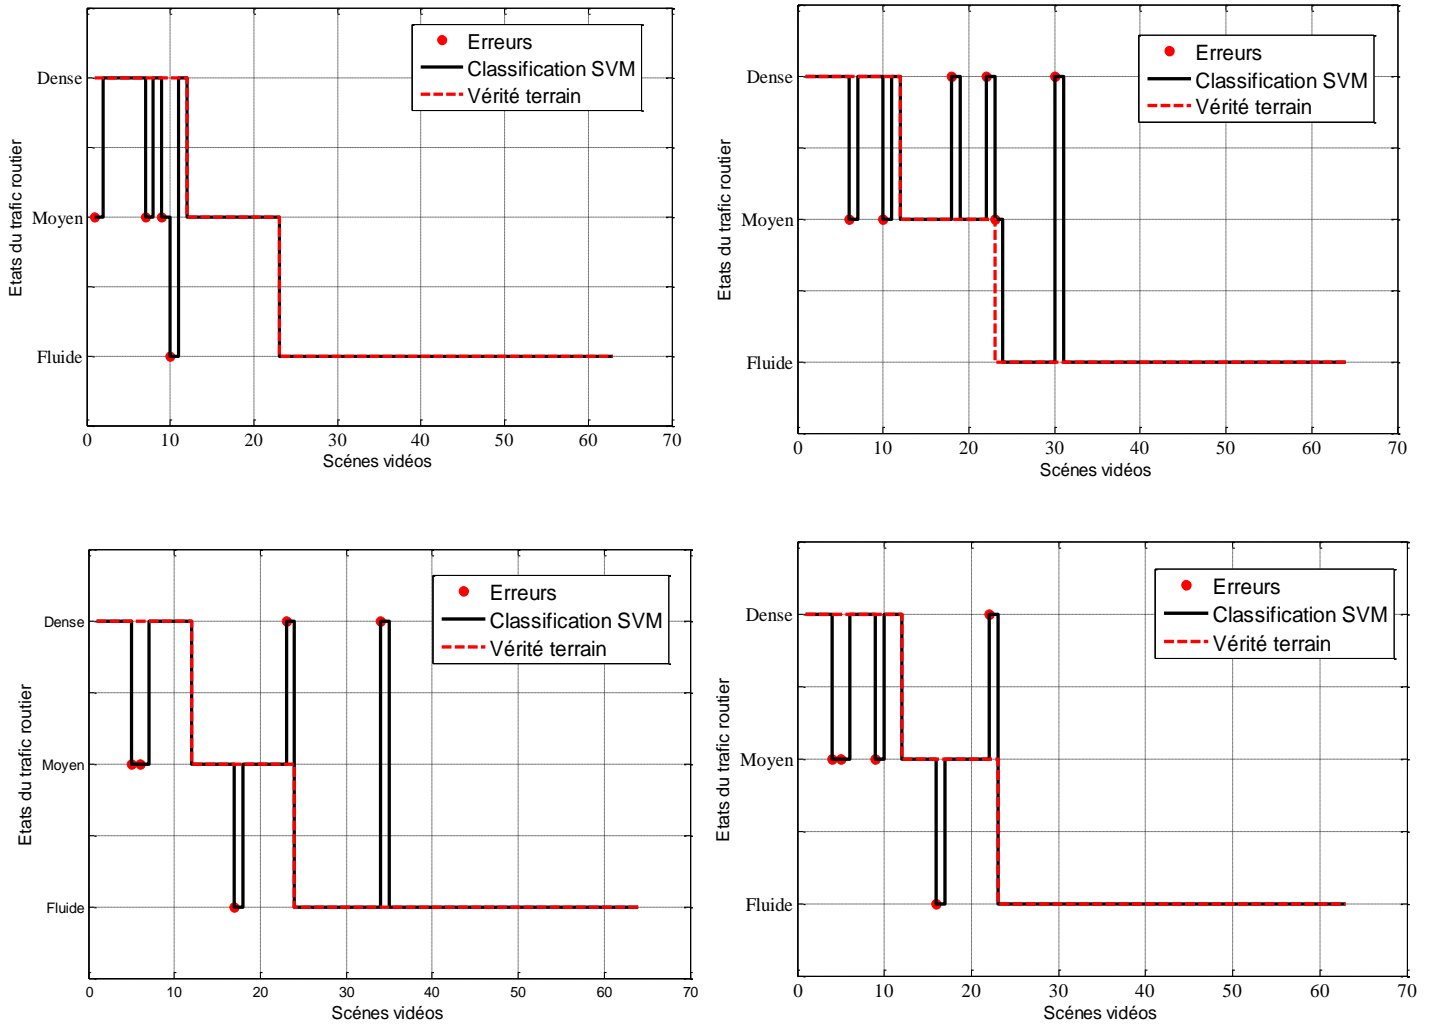 Erreurs
Classification SVM
Vérité terrain
Dense
Moyen
Fluide
Etats du trafic routier
0 10 20 30 40 50 60 70
Scénes vidéos
Erreurs
Classification SVM
Vérité terrain
Dense
Moyen
Fluide
Etats du trafic routier
0 10 20 30 40 50 60 70
Scénes vidéos
Erreurs
Classification SVM
Vérité terrain
Dense
Moyen
Fluide
Etats du trafic routier
0 10 20 30 40 50 60 70
Scénes vidéos
Erreurs
Classification SVM
Vérité terrain
Dense
Moyen
Fluide
Etats du trafic routier
0 10 20 30 40 50 60 70
Scénes vidéos